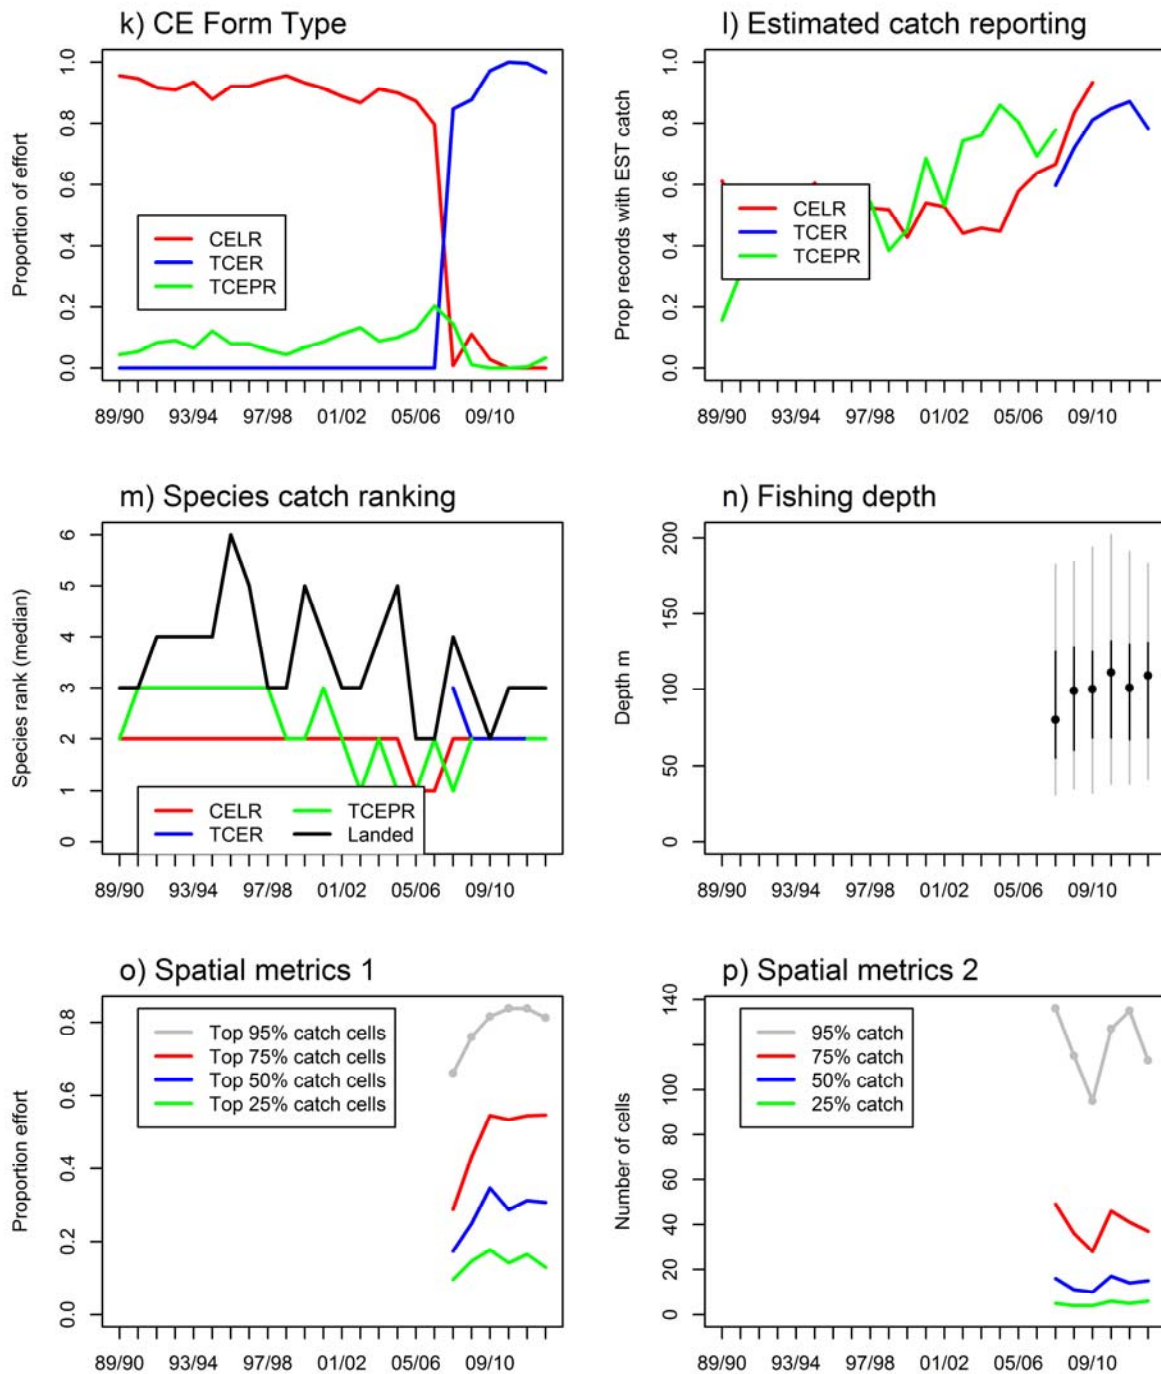 k) CE Form Type
Proportion of effort
1.0
0.8
0.6
0.4
0.2
0.0
CELR
TCER
TCEPR
89/90 93/94 97/98 01/02 05/06 09/10
l) Estimated catch reporting
Prop records with EST catch
1.0
0.8
0.6
0.4
0.2
0.0
CELR
TCER
TCEPR
89/90 93/94 97/98 01/02 05/06 09/10
m) Species catch ranking
Species rank (median)
6
5
4
3
2
1
0
CELR TCEPR
TCER Landed
89/90 93/94 97/98 01/02 05/06 09/10
n) Fishing depth
Depth m
200
150
100
50
0
89/90 93/94 97/98 01/02 05/06 09/10
o) Spatial metrics 1
Proportion effort
0.8
0.6
0.4
0.2
0.0
Top 95% catch cells
Top 75% catch cells
Top 50% catch cells
Top 25% catch cells
89/90 93/94 97/98 01/02 05/06 09/10
p) Spatial metrics 2
Number of cells
140
100
80
60
40
20
0
95% catch
75% catch
50% catch
25% catch
89/90 93/94 97/98 01/02 05/06 09/10